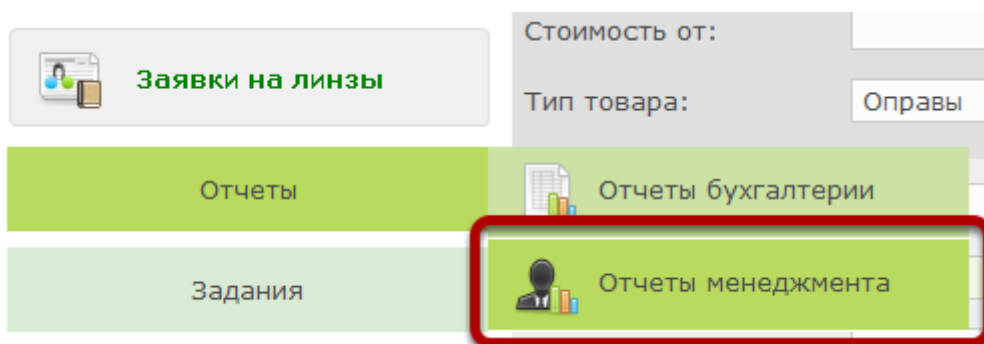 Стоимость от:
Заявки на линзы
Тип товара:
Оправы
Отчеты
Отчеты бухгалтерии
Задания
Отчеты менеджмента